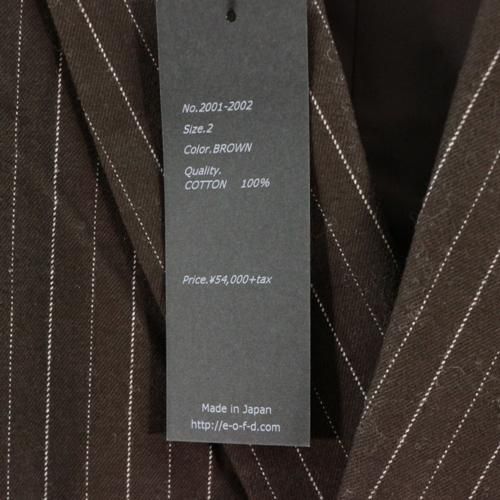 No.2001-2002
Size.2
Color.BROWN
Quality.
COTTON 100%
Price.¥54,000+tax
Made in Japan
http://e-o-f-d.com